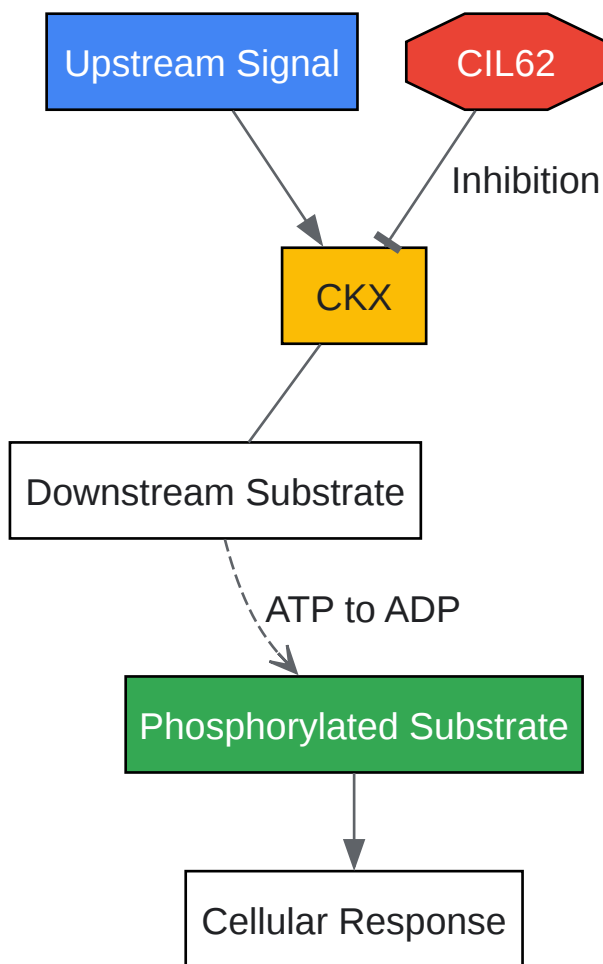 Upstream Signal
CIL62
Inhibition
CKX
Downstream Substrate
ATP to ADP
Phosphorylated Substrate
Cellular Response